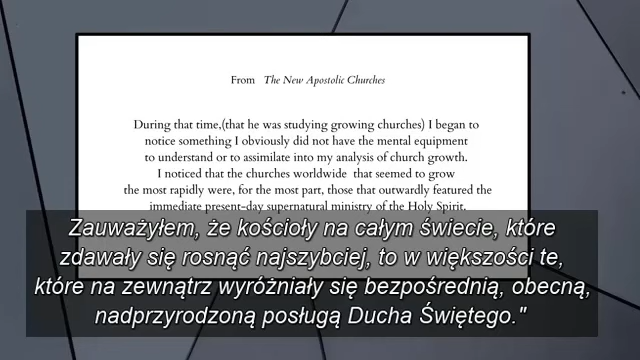 From The New Apostolic Churches
During that time,(that he was studying growing churches) I began to
notice something I obviously did not have the mental equipment
to understand or to assimilate into my analysis of church growth.
I noticed that the churches worldwide that seemed to grow
the most rapidly were, for the most part, those that outwardly featured the
immediate present-day supernatural ministry of the Holy Spirit.
Zauważyłem, że kościoły na całym świecie, które
zdawały się rosnąć najszybciej, to w większości te,
które na zewnątrz wyróżniały się bezpośrednią, obecną,
nadprzyrodzoną posługą Ducha Świętego."